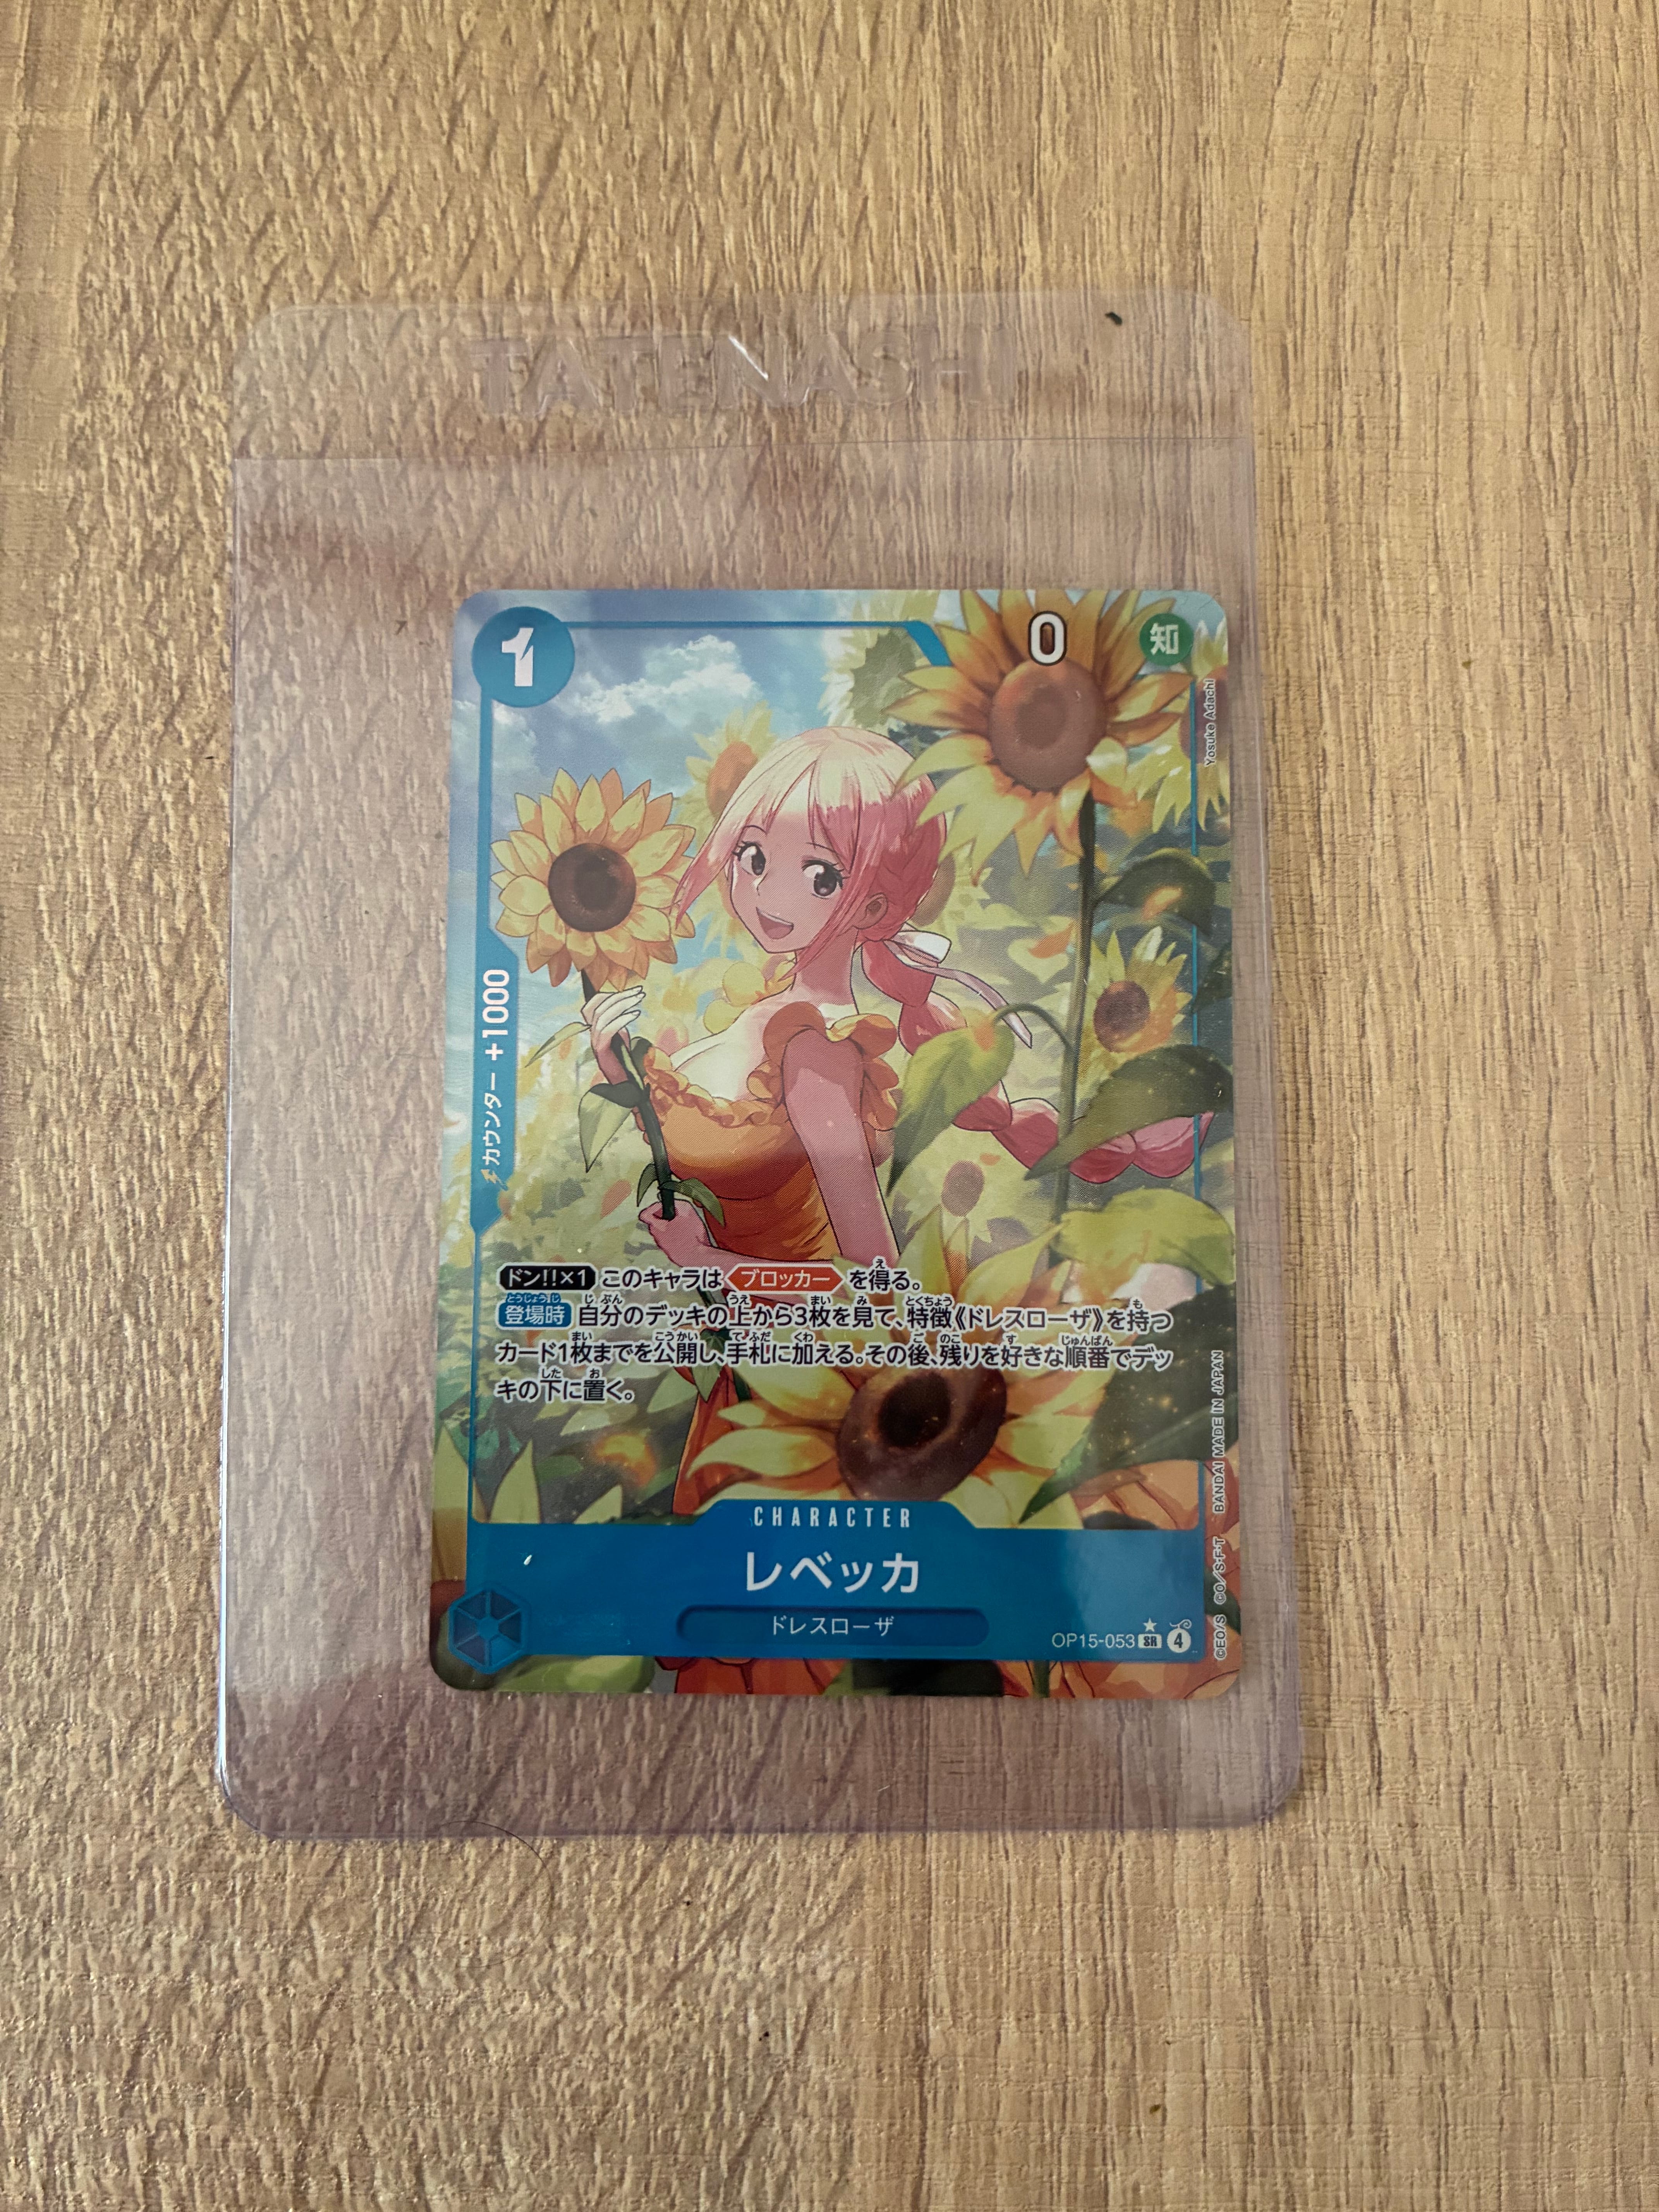 TATENASHI
1
0
知
Yosuke Adachi
カウンター +1000
ドン!!×1 このキャラは ブロッカー を得る。
登場時 自分のデッキの上から3枚を見て、特徴《ドレスローザ》を持つ
カード1枚までを公開し、手札に加える。その後、残りを好きな順番でデッ
キの下に置く。
CHARACTER
レベッカ
ドレスローザ
OP15-053 ★ SR 4
©EO/S ©O/S・F・T BANDAI MADE IN JAPAN